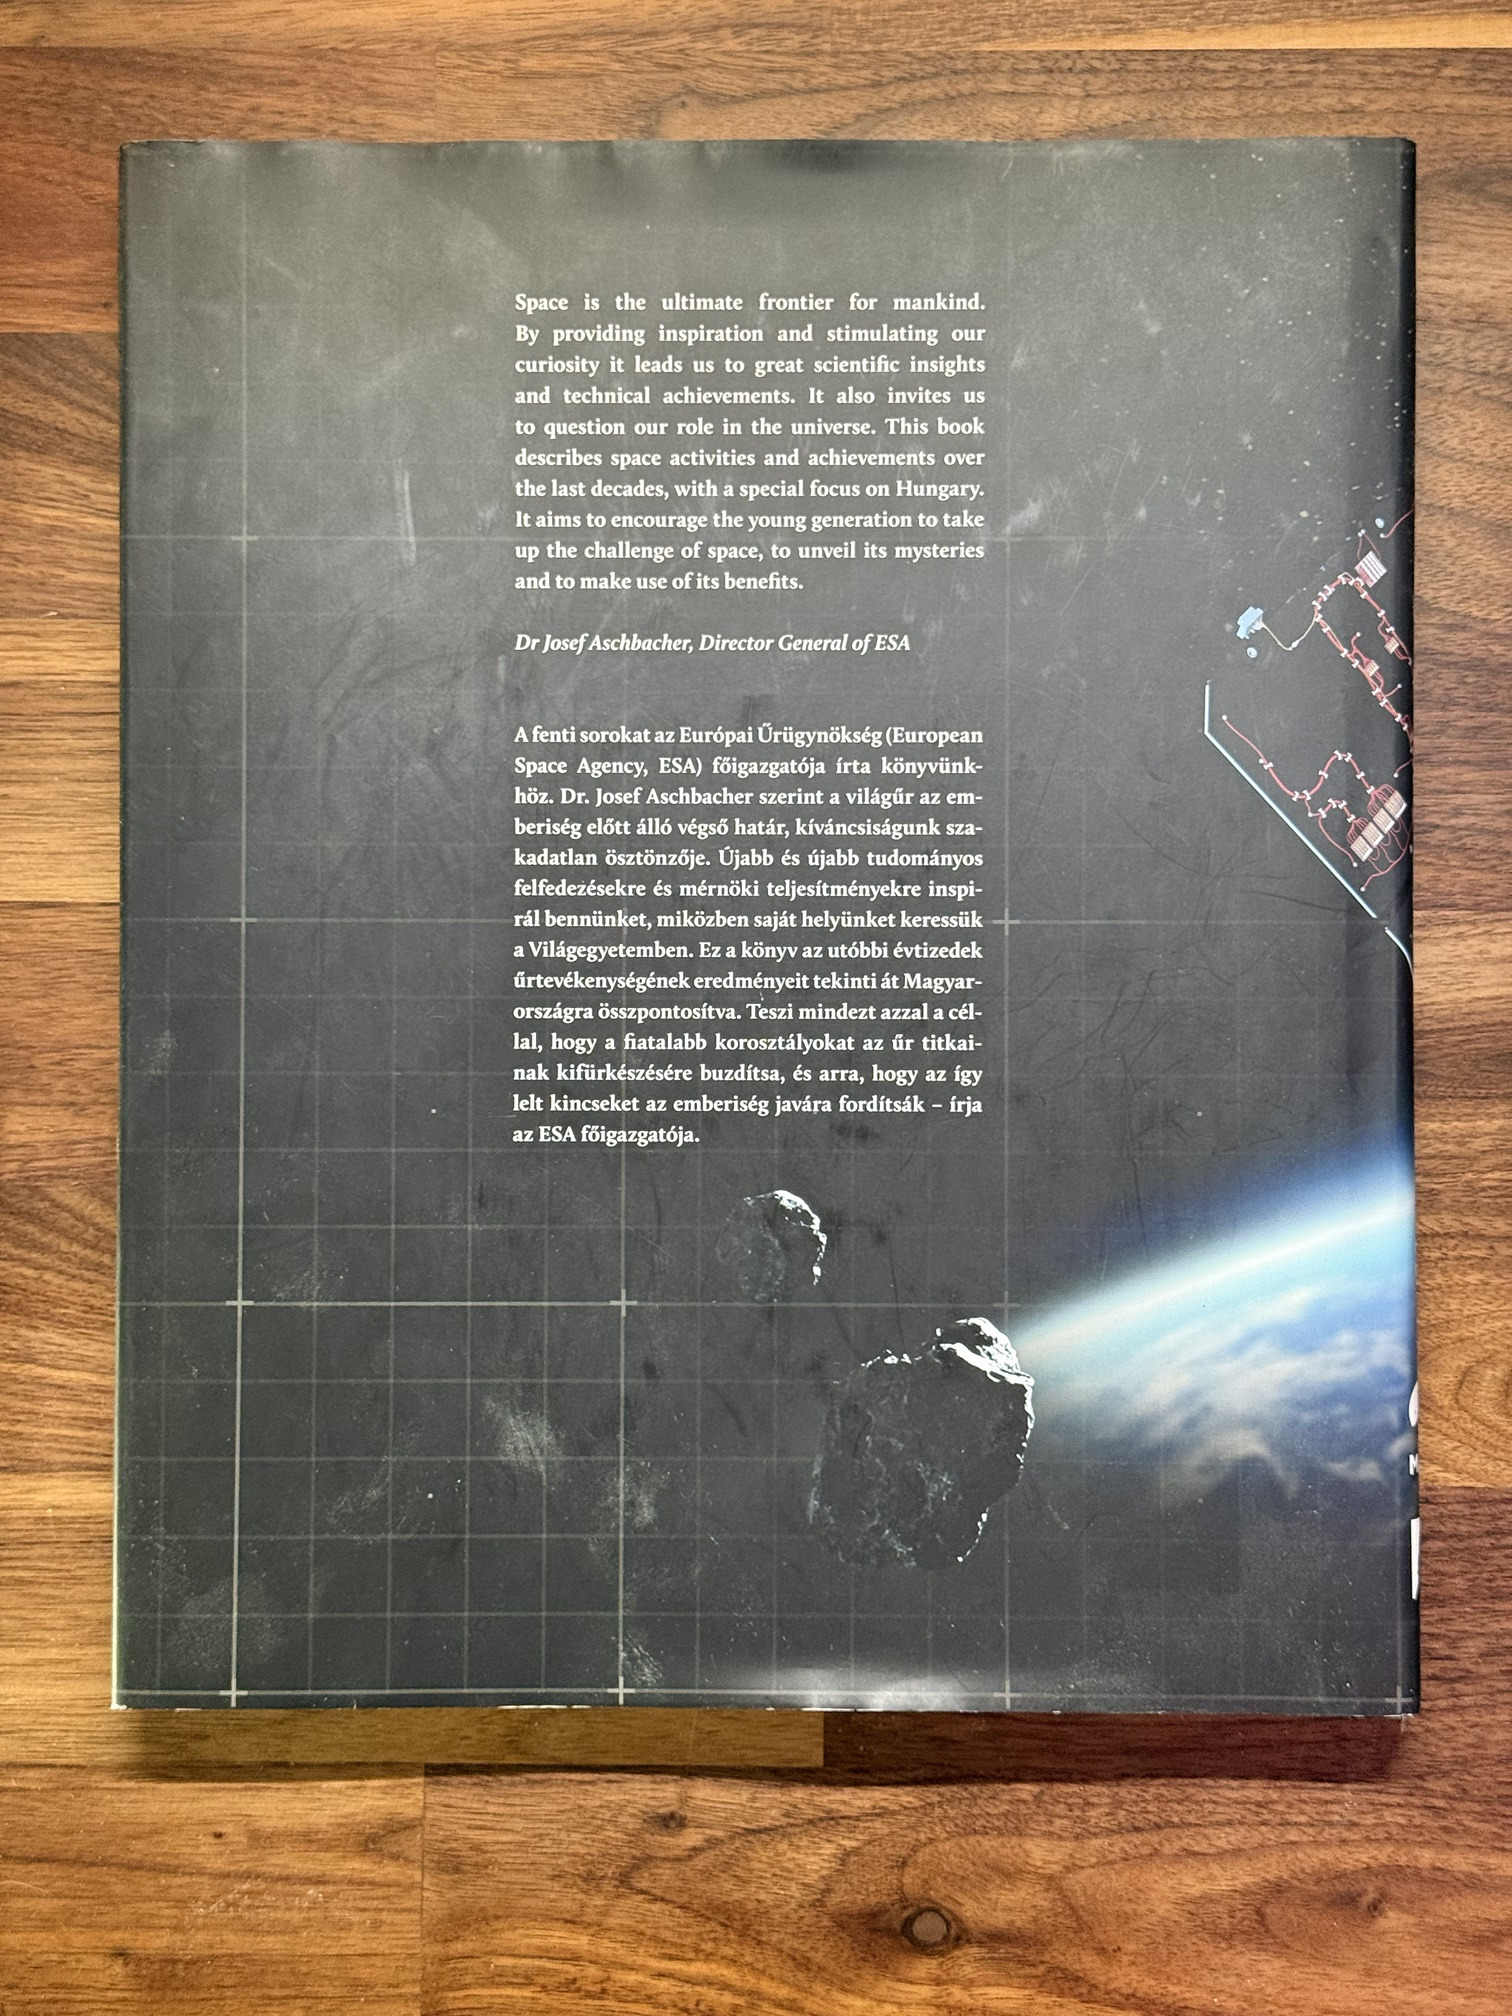 Space is the ultimate frontier for mankind.
By providing inspiration and stimulating our
curiosity it leads us to great scientific insights
and technical achievements. It also invites us
to question our role in the universe. This book
describes space activities and achievements over
the last decades, with a special focus on Hungary.
It aims to encourage the young generation to take
up the challenge of space, to unveil its mysteries
and to make use of its benefits.
Dr Josef Aschbacher, Director General of ESA
A fenti sorokat az Európai Űrügynökség (European
Space Agency, ESA) főigazgatója írta könyvünk-
höz. Dr. Josef Aschbacher szerint a világűr az em-
beriség előtt álló végső határ, kíváncsiságunk sza-
kadatlan ösztönzője. Újabb és újabb tudományos
felfedezésekre és mérnöki teljesítményekre inspi-
rál bennünket, miközben saját helyünket keressük
a Világegyetemben. Ez a könyv az utóbbi évtizedek
űrtevékenységének eredményeit tekinti át Magyar-
országra összpontosítva. Teszi mindezt azzal a cél-
lal, hogy a fiatalabb korosztályokat az űr titkai-
nak kifürkészésére buzdítsa, és arra, hogy az így
lelt kincseket az emberiség javára fordítsák – írja
az ESA főigazgatója.